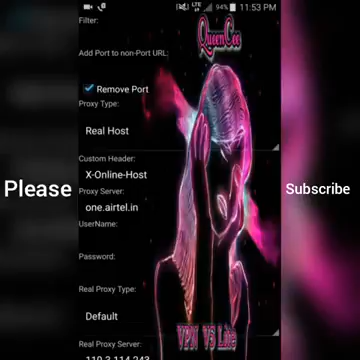 11:53 PM
94%
LTE
Filter:
QueenCee
Add Port to non-Port URL:
Remove Port
Proxy Type:
Real Host
Custom Header:
X-Online-Host
Please
Subscribe
Proxy Server:
one.airtel.in
UserName:
Password:
Real Proxy Type:
Default
VPN V3 Lite
Real Proxy Server: